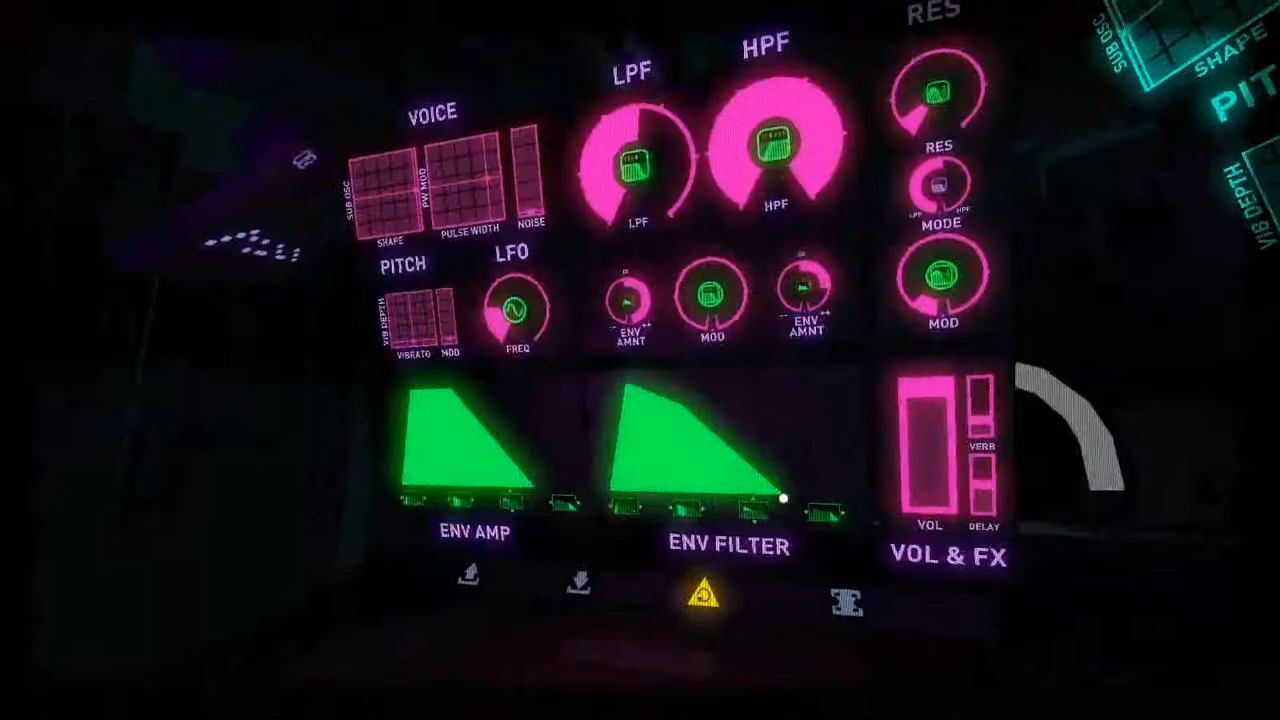 RES
HPF
LPF
VOICE
SUB OSC
PW MOD
SHAPE
PULSE WIDTH
NOISE
LPF
HPF
RES
LPF
HPF
MODE
PITCH
LFO
VIB DEPTH
VIBRATO
MOD
FREQ
ENV
AMNT
MOD
ENV
AMNT
MOD
ENV AMP
ENV FILTER
VOL
VERB
DELAY
VOL & FX
SUB OSC
SHAPE
PIT
VIB DEPTH